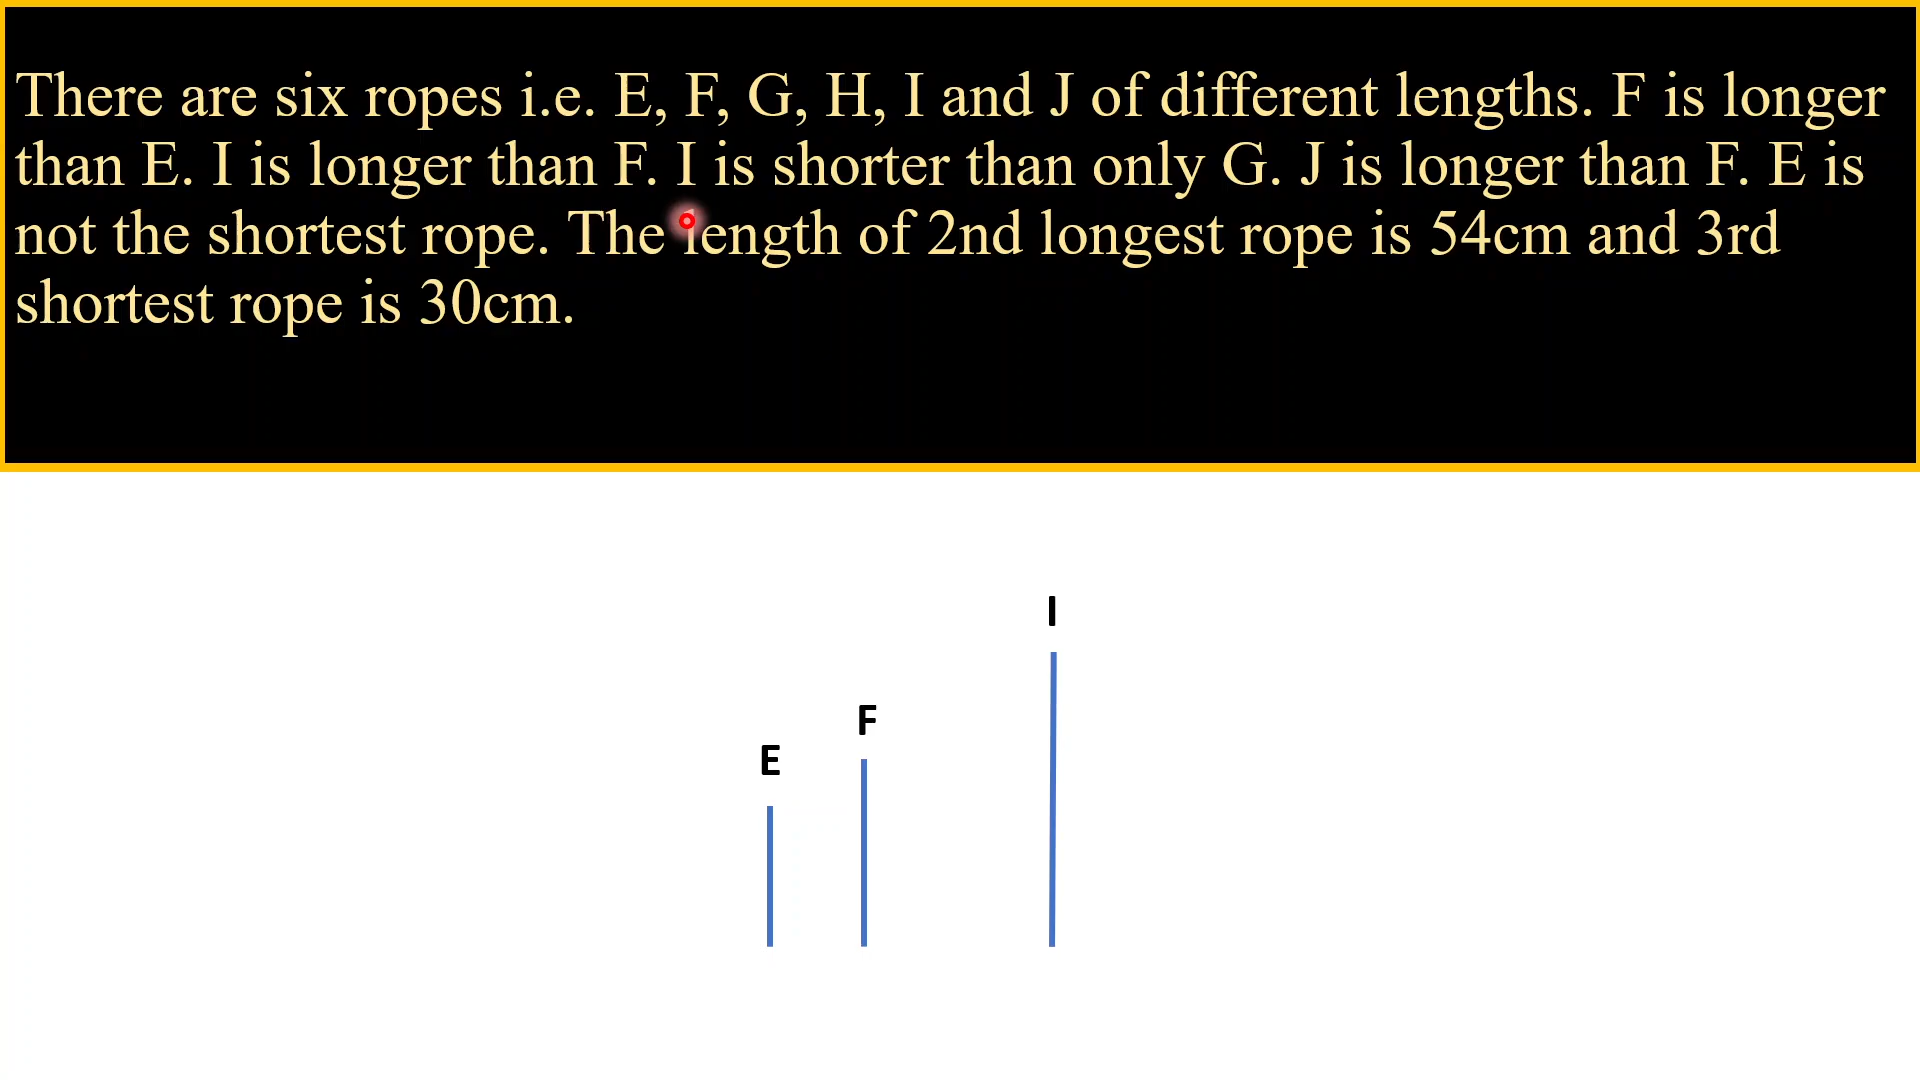 There are six ropes i.e. E, F, G, H, I and J of different lengths. F is longer
than E. I is longer than F. I is shorter than only G. J is longer than F. E is
not the shortest rope. The length of 2nd longest rope is 54cm and 3rd
shortest rope is 30cm.
I
F
E